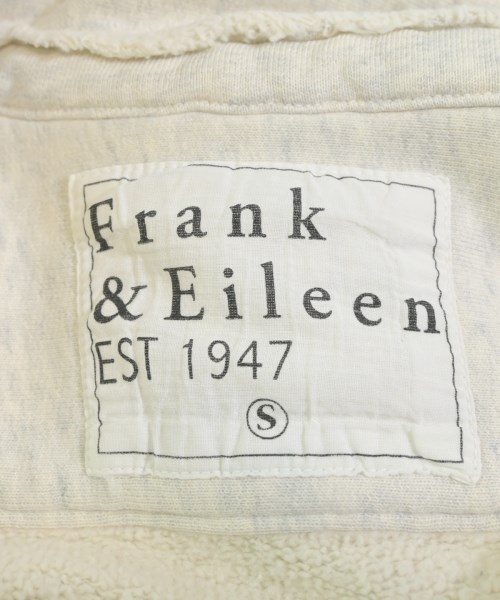 Frank
& Eileen
EST 1947
S